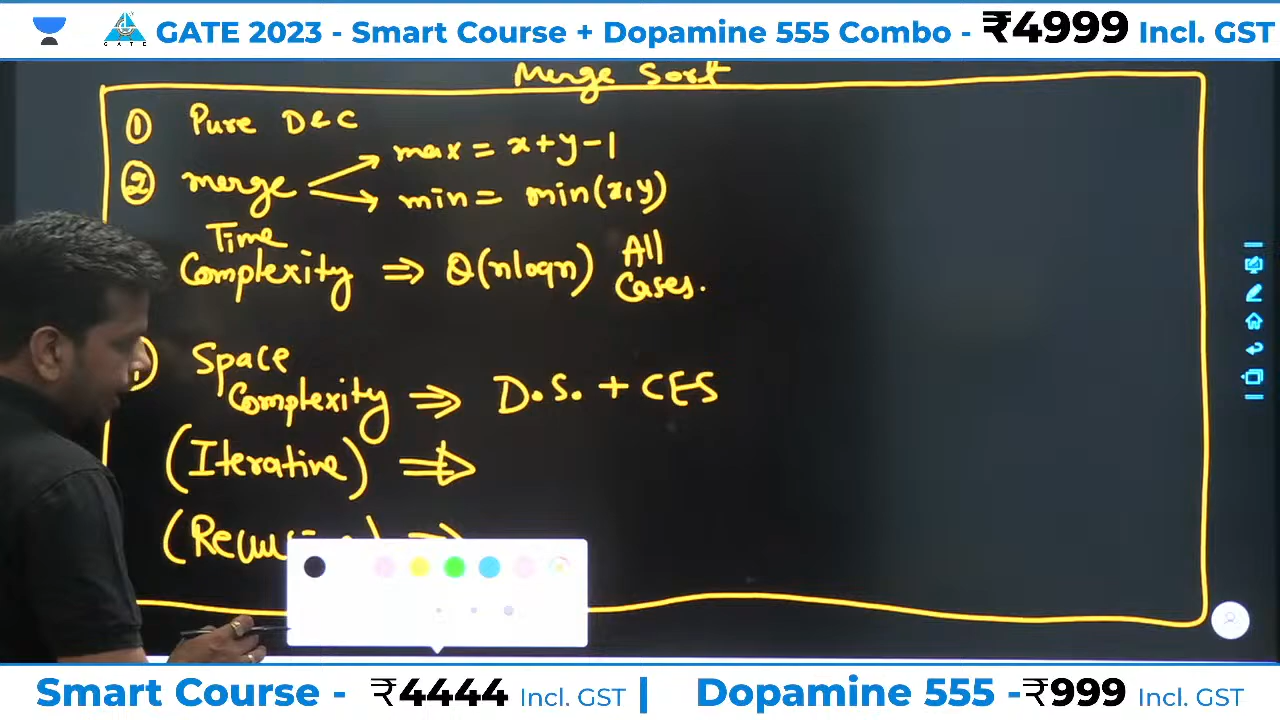 GATE 2023 - Smart Course + Dopamine 555 Combo - ₹4999 Incl. GST
GATE
Merge Sort
① Pure D&C
② merge
max = x+y-1
min = min(x,y)
Time
Complexity ⇒ θ(nlogn) All Cases.
Space
Complexity ⇒ D.S. + CES
(Iterative) ⇒
Smart Course - ₹4444 Incl. GST | Dopamine 555 -₹999 Incl. GST